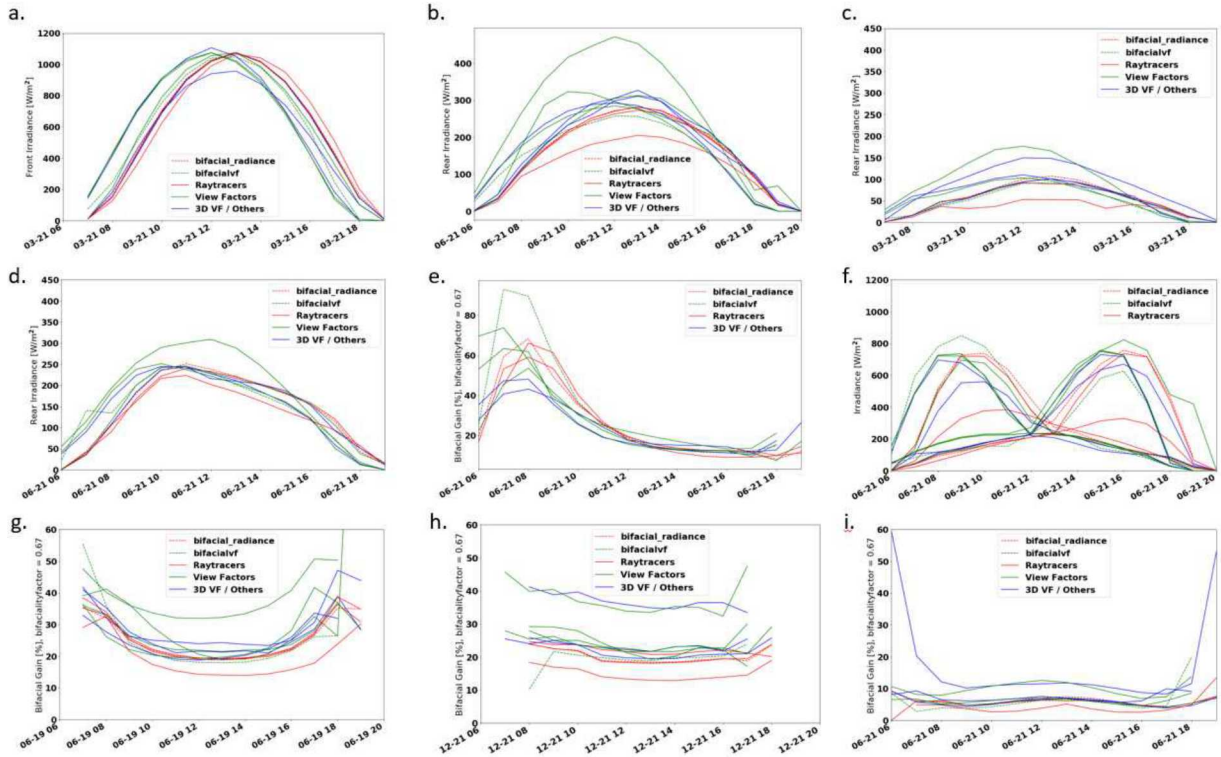 a.
1200
1000
800
600
400
200
0
Front Irradiance [W/m²]
bifacial_radiance
bifacialvf
Raytracers
View Factors
3D VF / Others
03-21 06
03-21 08
03-21 10
03-21 12
03-21 14
03-21 16
03-21 18
b.
400
300
200
100
0
Rear Irradiance [W/m²]
bifacial_radiance
bifacialvf
Raytracers
View Factors
3D VF / Others
06-21 06
06-21 08
06-21 10
06-21 12
06-21 14
06-21 16
06-21 18
06-21 20
c.
450
400
350
300
250
200
150
100
50
0
Rear Irradiance [W/m²]
bifacial_radiance
bifacialvf
Raytracers
View Factors
3D VF / Others
03-21 08
03-21 10
03-21 12
03-21 14
03-21 16
03-21 18
d.
450
400
350
300
250
200
150
100
50
0
Rear Irradiance [W/m²]
bifacial_radiance
bifacialvf
Raytracers
View Factors
3D VF / Others
06-21 06
06-21 08
06-21 10
06-21 12
06-21 14
06-21 16
06-21 18
e.
80
60
40
20
Bifacial Gain [%], bifacialityfactor = 0.67
bifacial_radiance
bifacialvf
Raytracers
View Factors
3D VF / Others
06-21 06
06-21 08
06-21 10
06-21 12
06-21 14
06-21 16
06-21 18
f.
1200
1000
800
600
400
200
0
Irradiance [W/m²]
bifacial_radiance
bifacialvf
Raytracers
06-21 06
06-21 08
06-21 10
06-21 12
06-21 14
06-21 16
06-21 18
06-21 20
g.
60
50
40
30
20
10
0
Bifacial Gain [%], bifacialityfactor = 0.67
bifacial_radiance
bifacialvf
Raytracers
View Factors
3D VF / Others
06-19 06
06-19 08
06-19 10
06-19 12
06-19 14
06-19 16
06-19 18
06-19 20
h.
60
50
40
30
20
10
0
Bifacial Gain [%], bifacialityfactor = 0.67
bifacial_radiance
bifacialvf
Raytracers
View Factors
3D VF / Others
12-21 06
12-21 08
12-21 10
12-21 12
12-21 14
12-21 16
12-21 18
12-21 20
i.
60
50
40
30
20
10
0
Bifacial Gain [%], bifacialityfactor = 0.67
bifacial_radiance
bifacialvf
Raytracers
View Factors
3D VF / Others
06-21 06
06-21 08
06-21 10
06-21 12
06-21 14
06-21 16
06-21 18